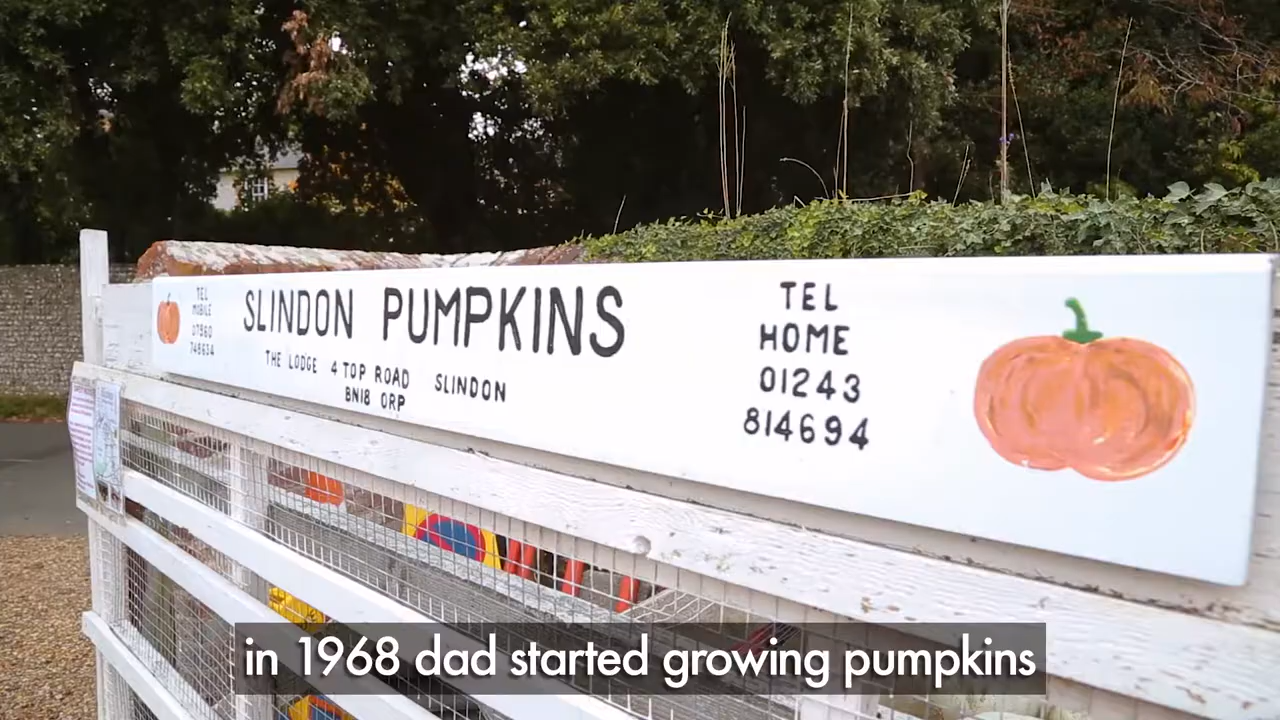 TEL
MOBILE
07960
748634
SLINDON PUMPKINS
THE LODGE 4 TOP ROAD SLINDON
BN18 0RP
TEL
HOME
01243
814694
in 1968 dad started growing pumpkins